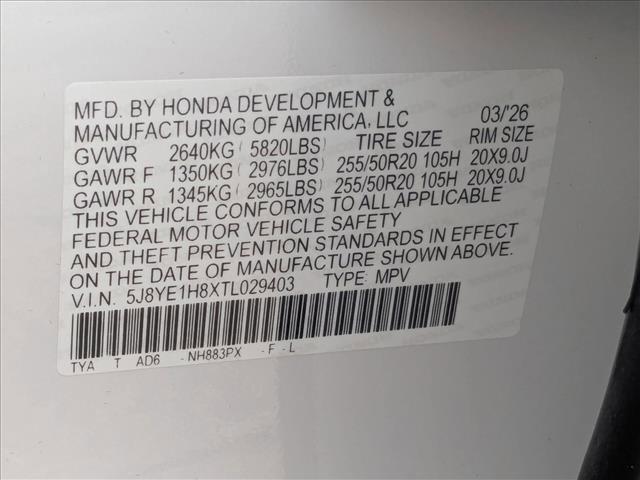 MFD. BY HONDA DEVELOPMENT &
MANUFACTURING OF AMERICA, LLC 03/'26
GVWR 2640KG ( 5820LBS) TIRE SIZE RIM SIZE
GAWR F 1350KG ( 2976LBS) 255/50R20 105H 20X9.0J
GAWR R 1345KG ( 2965LBS) 255/50R20 105H 20X9.0J
THIS VEHICLE CONFORMS TO ALL APPLICABLE
FEDERAL MOTOR VEHICLE SAFETY
AND THEFT PREVENTION STANDARDS IN EFFECT
ON THE DATE OF MANUFACTURE SHOWN ABOVE.
V.I.N. 5J8YE1H8XTL029403 TYPE: MPV
TYA T AD6 -NH883PX -F-L